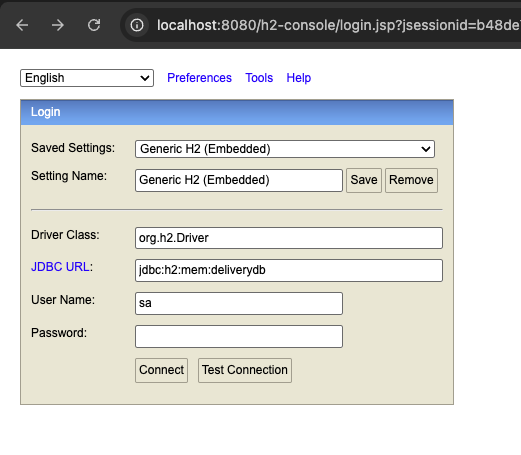 localhost:8080/h2-console/login.jsp?jsessionid=b48de
English Preferences Tools Help
Login
Saved Settings: Generic H2 (Embedded)
Setting Name: Generic H2 (Embedded) Save Remove
Driver Class: org.h2.Driver
JDBC URL: jdbc:h2:mem:deliverydb
User Name: sa
Password:
Connect Test Connection